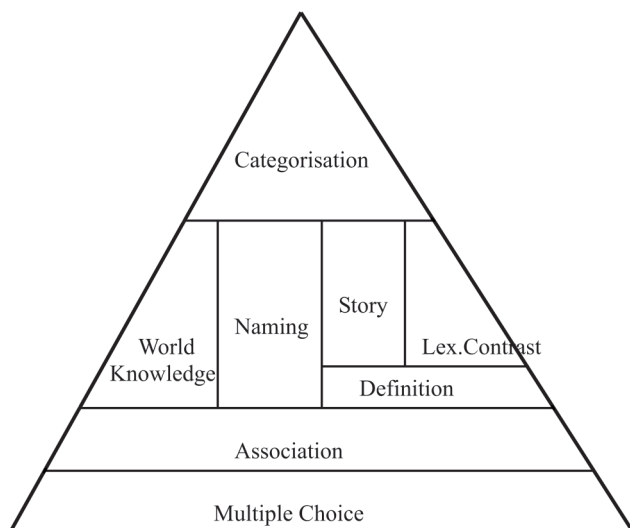 Categorisation
World
Knowledge
Naming
Story
Lex.Contrast
Definition
Association
Multiple Choice